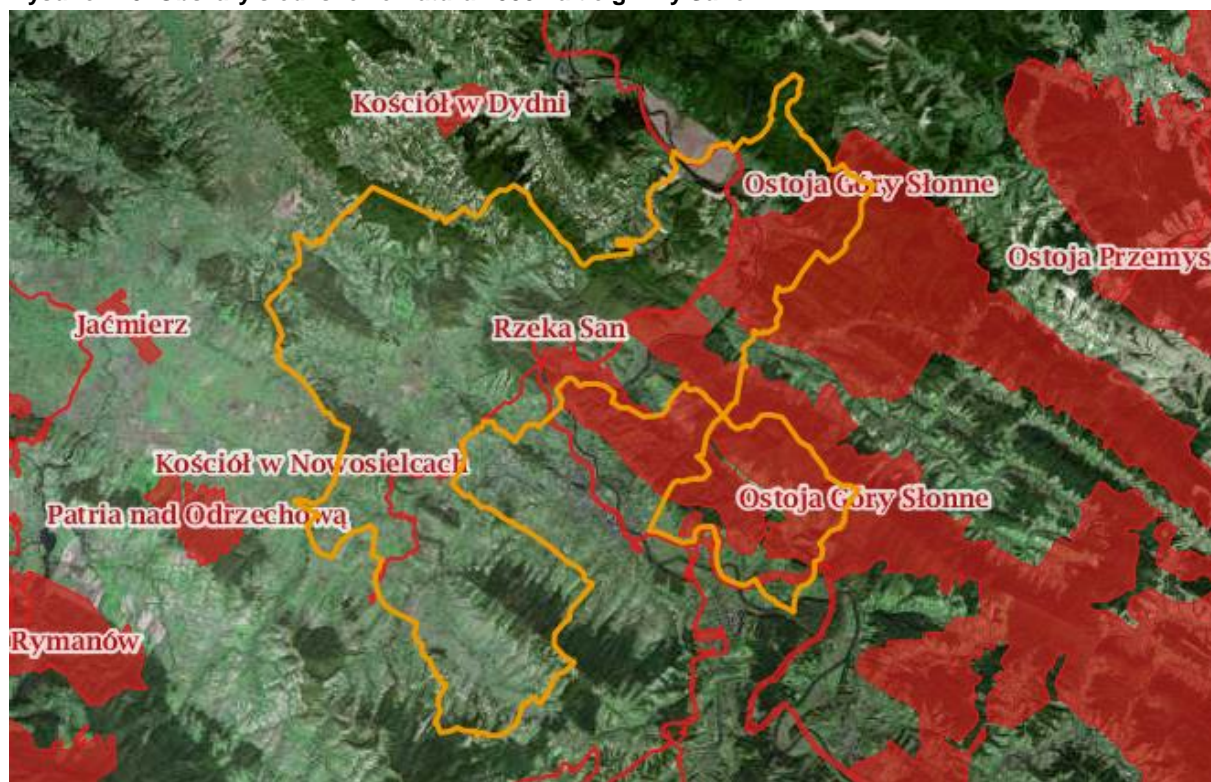 Kościół w Dydni
Ostoja Góry Słonne
Ostoja Przemys
Jaćmierz
Rzeka San
Kościół w Nowosielcach
Ostoja Góry Słonne
Patria nad Odrzechową
Rymanów